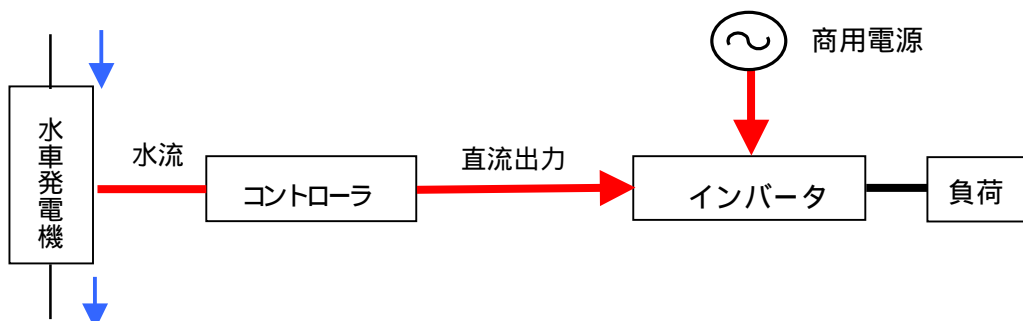 商用電源
水車発電機
水流
コントローラ
直流出力
インバータ
負荷